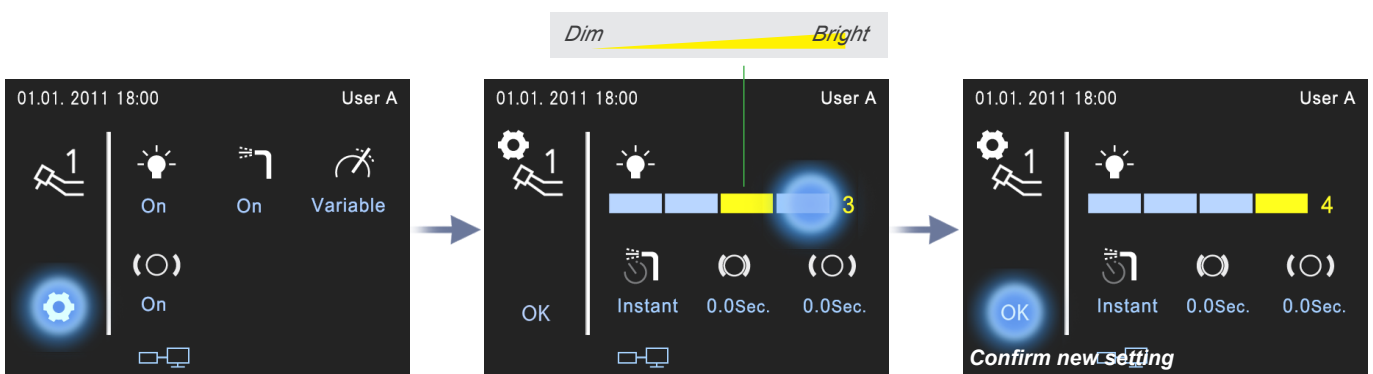 Dim Bright
01.01. 2011 18:00 User A
1
On On Variable
On
01.01. 2011 18:00 User A
1
3
Instant 0.0Sec. 0.0Sec.
OK
01.01. 2011 18:00 User A
1
4
Instant 0.0Sec. 0.0Sec.
OK
Confirm new setting